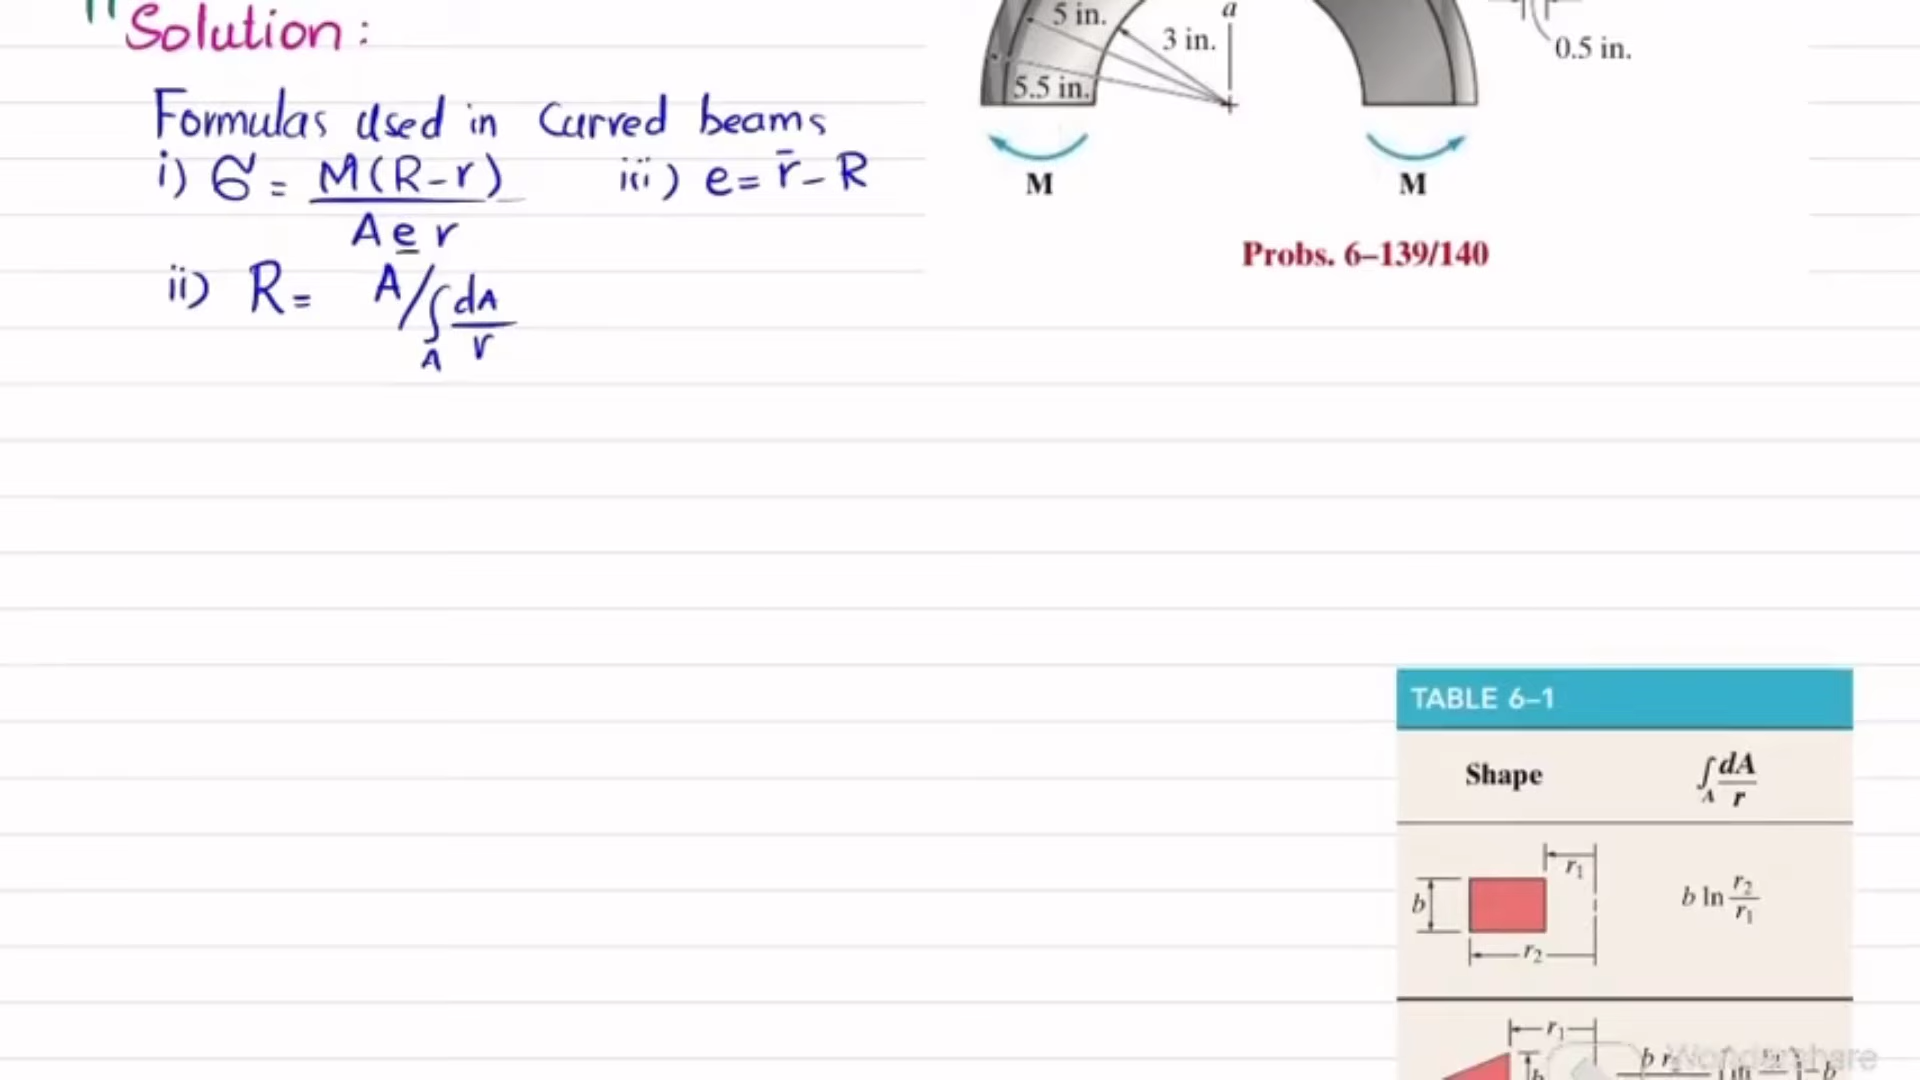 Solution:
5 in.
a
3 in.
0.5 in.
5.5 in.
Formulas used in Curved beams
i) σ = M(R-r) / A e r
iii) e = r̄ - R
M
M
Probs. 6–139/140
ii) R = A / ∫A dA/r
TABLE 6–1
Shape
∫A dA/r
r1
b
b ln r2/r1
r2
r1
b
Wondershare